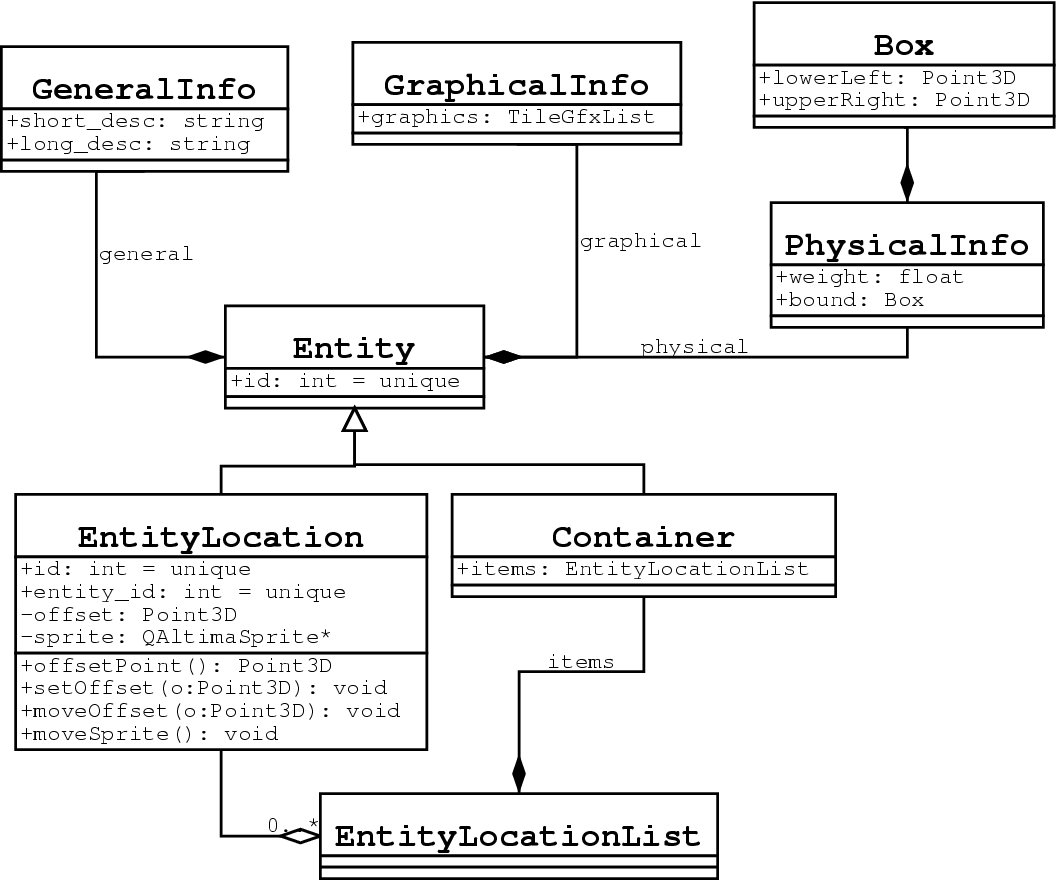 GeneralInfo
+short_desc: string
+long_desc: string
GraphicalInfo
+graphics: TileGfxList
Box
+lowerLeft: Point3D
+upperRight: Point3D
general
graphical
PhysicalInfo
+weight: float
+bound: Box
physical
Entity
+id: int = unique
EntityLocation
+id: int = unique
+entity_id: int = unique
-offset: Point3D
-sprite: QAltimaSprite*
+offsetPoint(): Point3D
+setOffset(o:Point3D): void
+moveOffset(o:Point3D): void
+moveSprite(): void
Container
+items: EntityLocationList
items
0..*
EntityLocationList